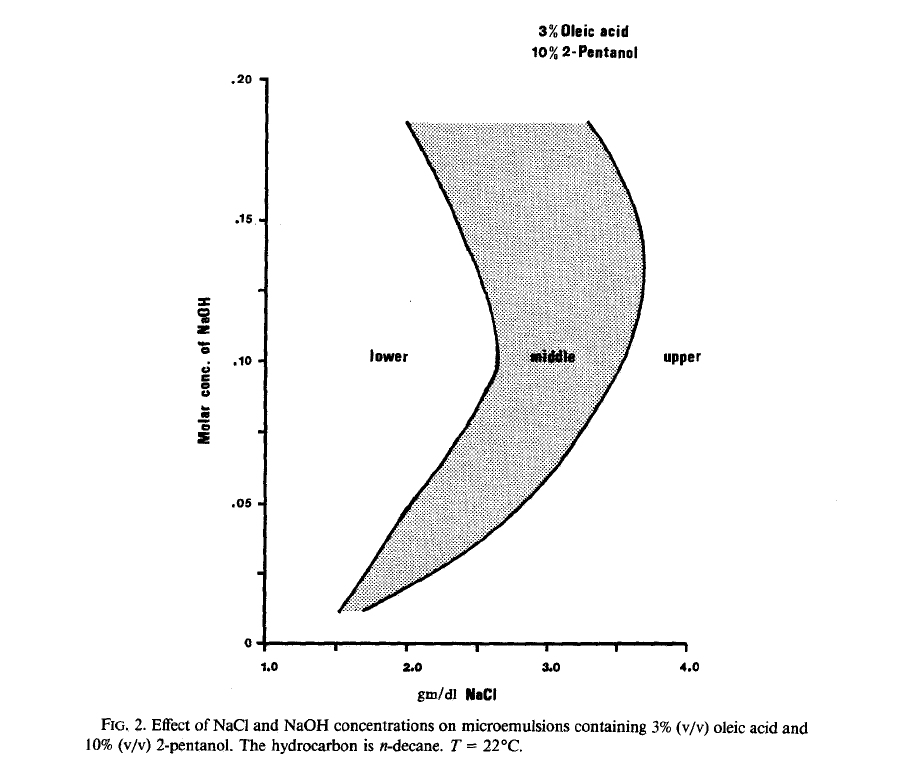 3% Oleic acid
10% 2-Pentanol
.20
.15
.10
.05
0
Molar conc. of NaOH
lower
middle
upper
1.0
2.0
3.0
4.0
gm/dl NaCl
FIG. 2. Effect of NaCl and NaOH concentrations on microemulsions containing 3% (v/v) oleic acid and
10% (v/v) 2-pentanol. The hydrocarbon is n-decane. T = 22°C.